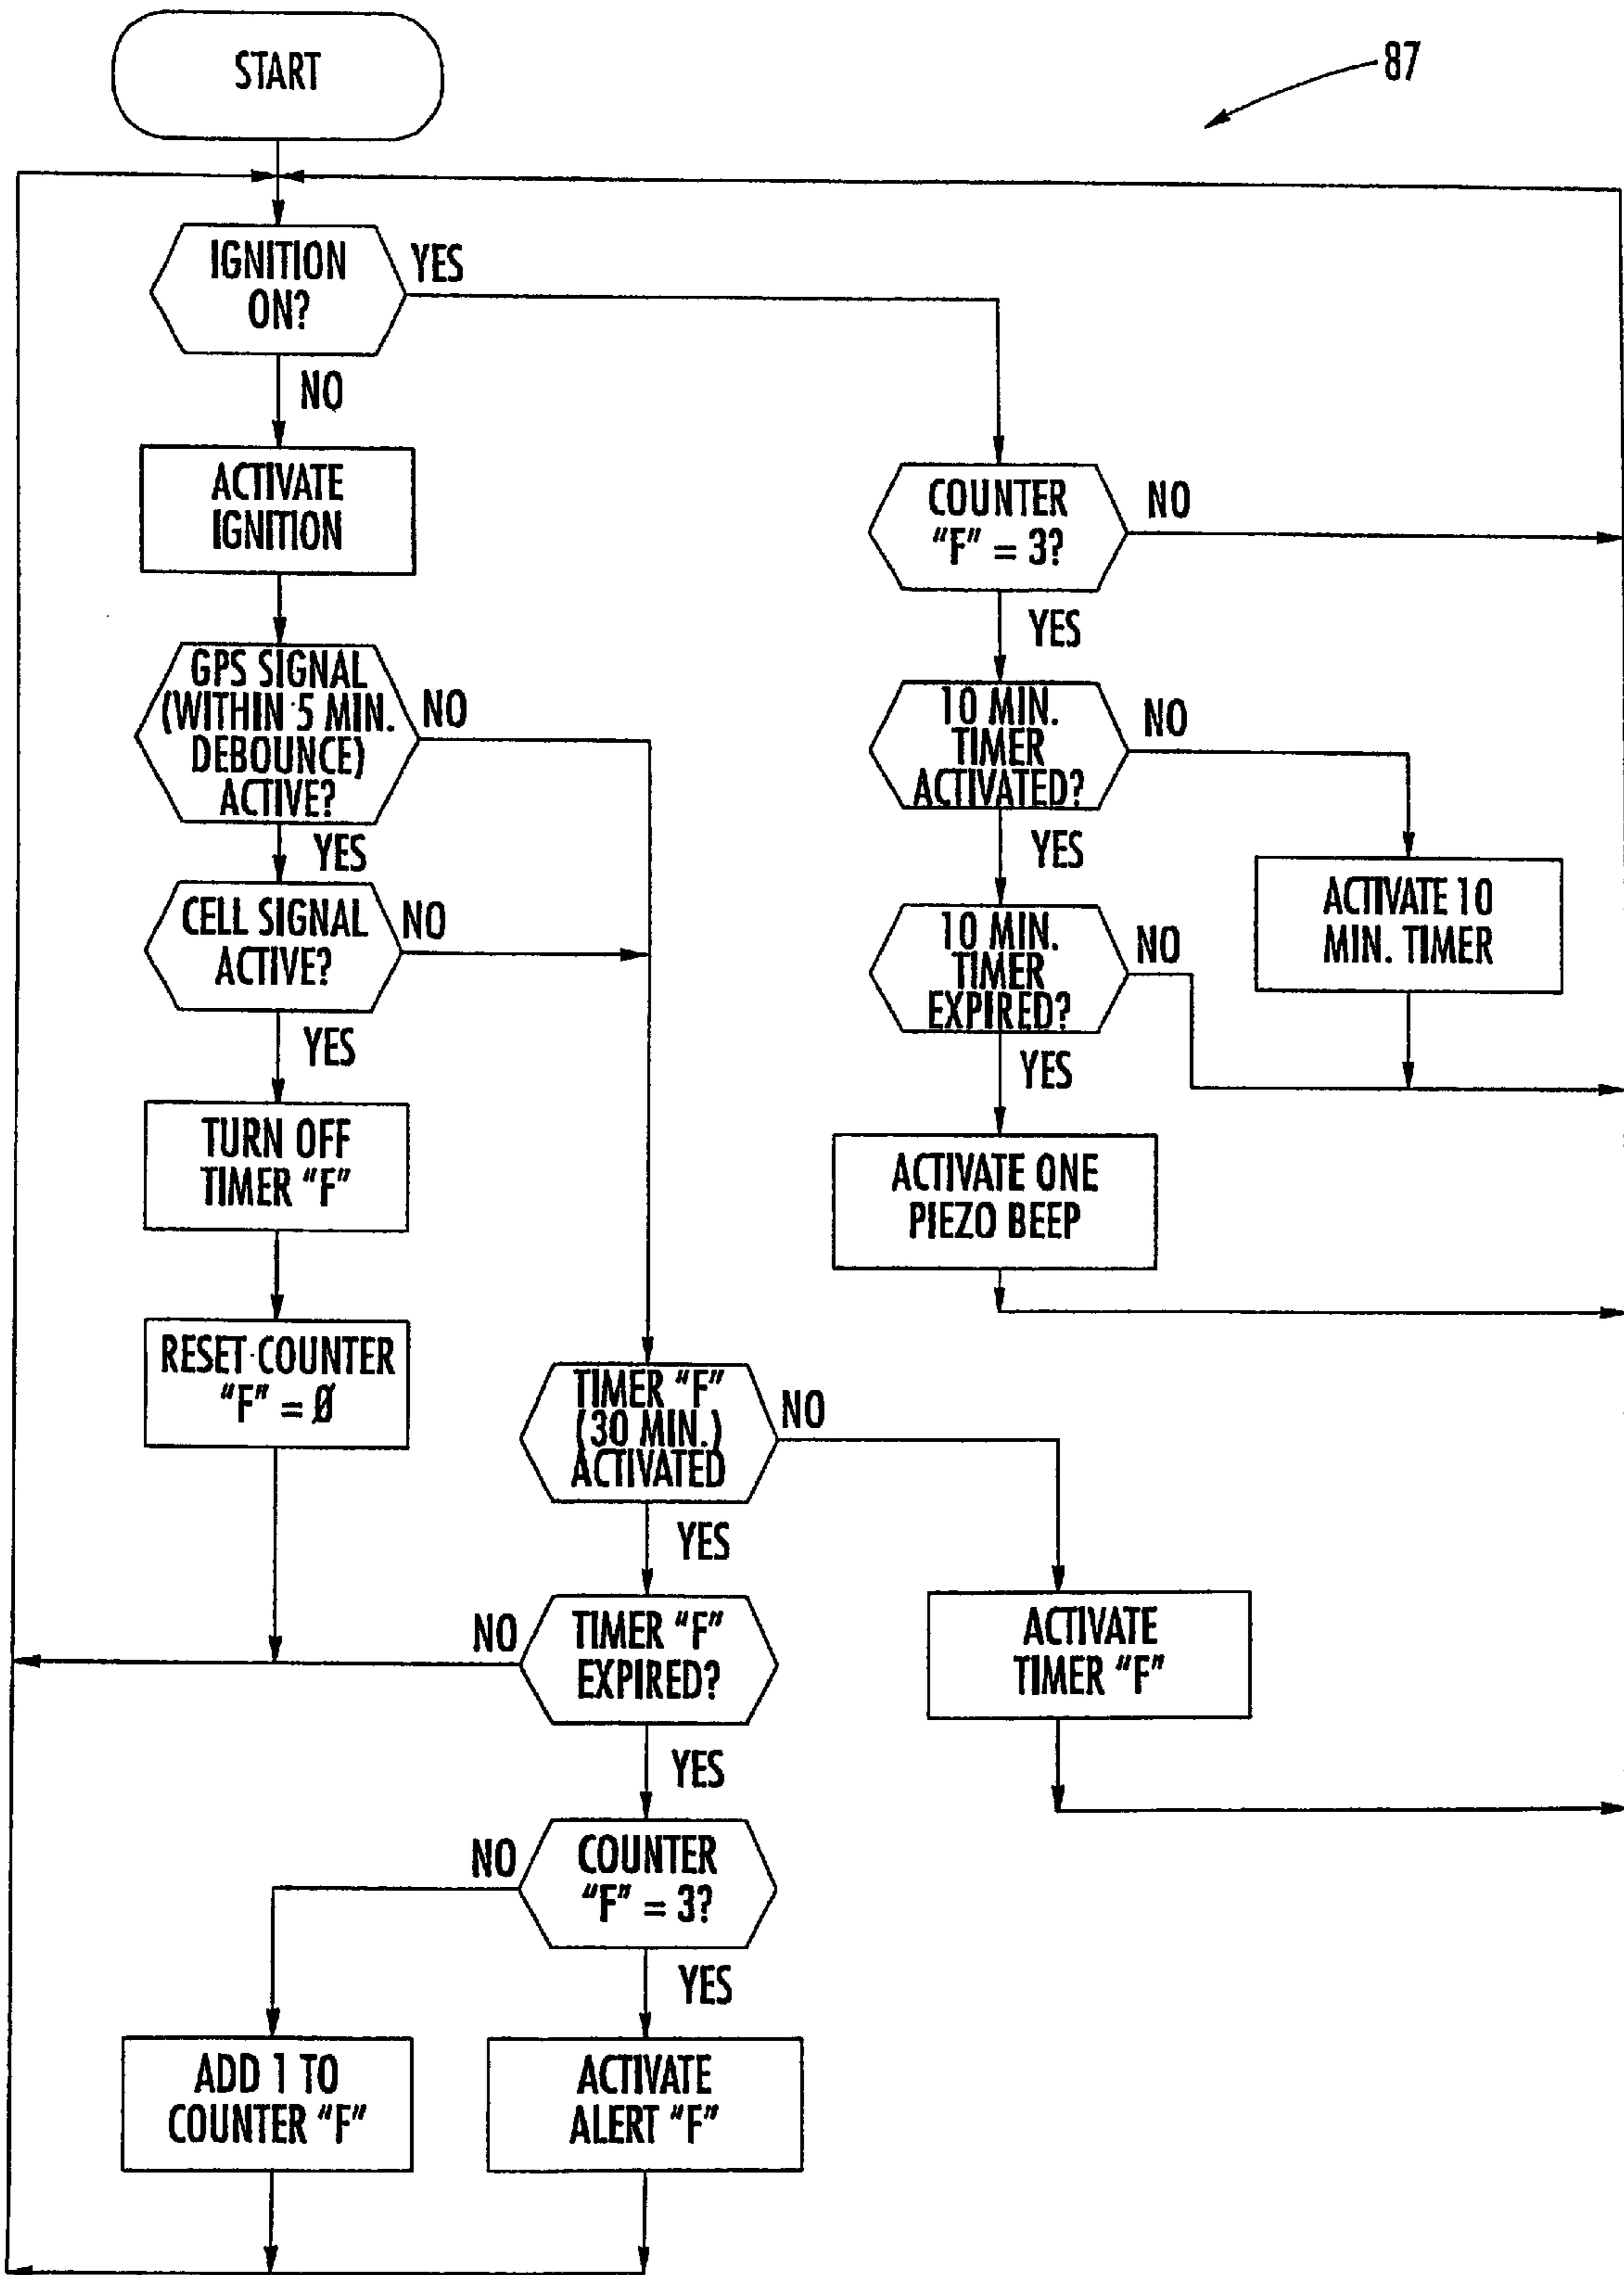 START
87
IGNITION
ON?
YES
NO
ACTIVATE
IGNITION
COUNTER
"F" = 3?
NO
YES
GPS SIGNAL
(WITHIN 5 MIN.
DEBOUNCE)
ACTIVE?
NO
YES
10 MIN.
TIMER
ACTIVATED?
NO
YES
ACTIVATE 10
MIN. TIMER
CELL SIGNAL
ACTIVE?
NO
YES
10 MIN.
TIMER
EXPIRED?
NO
YES
TURN OFF
TIMER "F"
ACTIVATE ONE
PIEZO BEEP
RESET COUNTER
"F" = Ø
TIMER "F"
(30 MIN.)
ACTIVATED
NO
YES
TIMER "F"
EXPIRED?
NO
YES
ACTIVATE
TIMER "F"
COUNTER
"F" = 3?
NO
YES
ADD 1 TO
COUNTER "F"
ACTIVATE
ALERT "F"